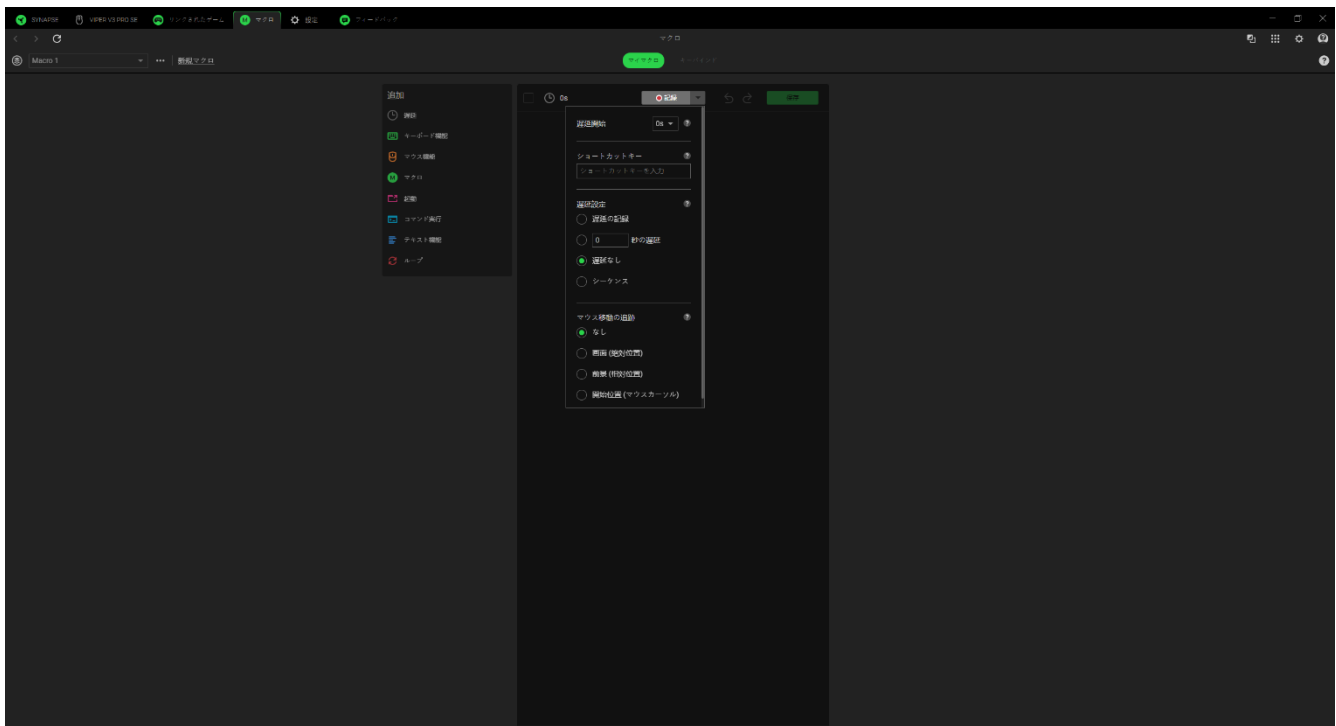 SYNAPSE
VIPER V3 PRO SE
リンクされたゲーム
マクロ
設定
フィードバック
マクロ
Macro 1
新規マクロ
マイマクロ
キーバインド
追加
遅延
キーボード機能
マウス機能
マクロ
起動
コマンド実行
テキスト機能
ループ
0s
記録
保存
遅延開始
0s
ショートカットキー
ショートカットキーを入力
遅延設定
遅延の記録
0 秒の遅延
遅延なし
シーケンス
マウス移動の追跡
なし
画面 (絶対位置)
前景 (相対位置)
開始位置 (マウスカーソル)